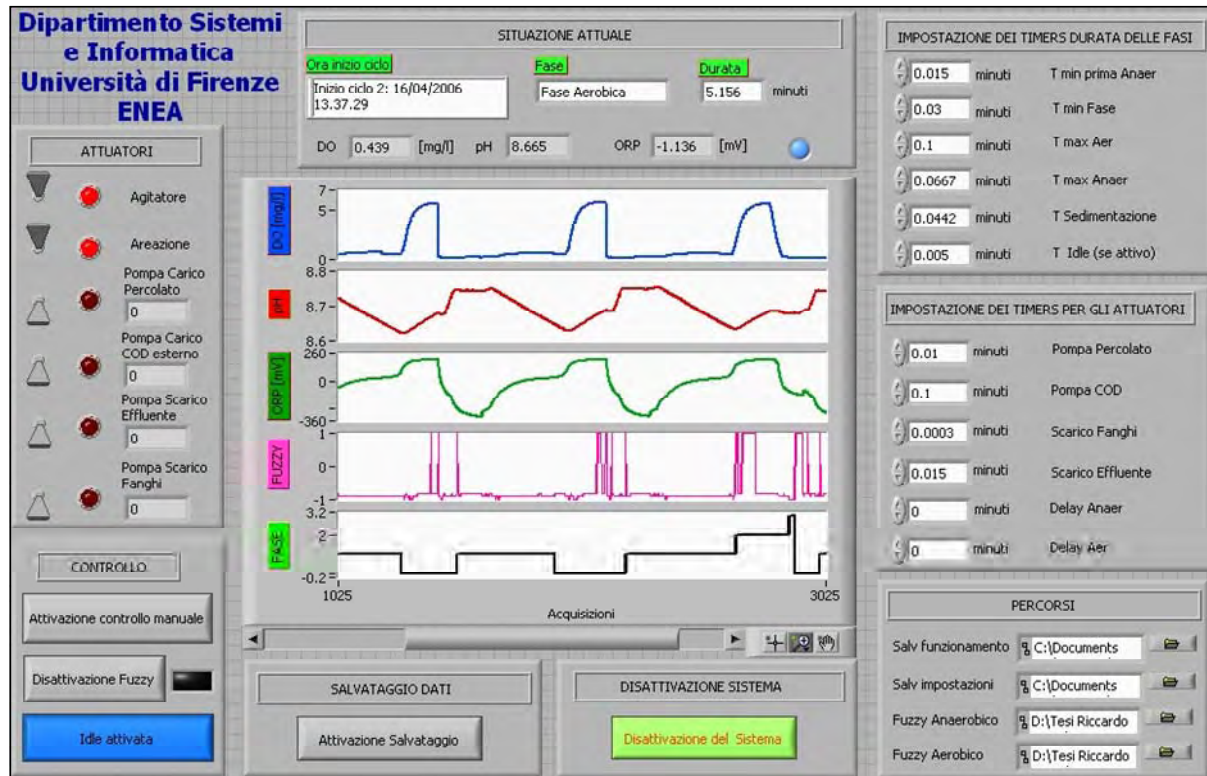 Dipartimento Sistemi
e Informatica
Università di Firenze
ENEA
ATTUATORI
Agitatore
Areazione
Pompa Carico
Percolato
0
Pompa Carico
COD esterno
0
Pompa Scarico
Effluente
0
Pompa Scarico
Fanghi
0
CONTROLLO
Attivazione controllo manuale
Disattivazione Fuzzy
Idle attivata
SITUAZIONE ATTUALE
Ora inizio ciclo
Inizio ciclo 2: 16/04/2006
13.37.29
Fase
Fase Aerobica
Durata
5.156 minuti
DO 0.439 [mg/l] pH 8.665 ORP -1.136 [mV]
DO [mg/l]
7
5
0
pH
8.8
8.7
8.6
ORP [mV]
260
0
-360
FUZZY
1
0
-1
FASE
3.2
2
-0.2
1025 3025
Acquisizioni
SALVATAGGIO DATI
Attivazione Salvataggio
DISATTIVAZIONE SISTEMA
Disattivazione del Sistema
IMPOSTAZIONE DEI TIMERS DURATA DELLE FASI
0.015 minuti T min prima Anaer
0.03 minuti T min Fase
0.1 minuti T max Aer
0.0667 minuti T max Anaer
0.0442 minuti T Sedimentazione
0.005 minuti T Idle (se attivo)
IMPOSTAZIONE DEI TIMERS PER GLI ATTUATORI
0.01 minuti Pompa Percolato
0.1 minuti Pompa COD
0.0003 minuti Scarico Fanghi
0.015 minuti Scarico Effluente
0 minuti Delay Anaer
0 minuti Delay Aer
PERCORSI
Salv funzionamento C:\Documents
Salv impostazioni C:\Documents
Fuzzy Anaerobico D:\Tesi Riccardo
Fuzzy Aerobico D:\Tesi Riccardo